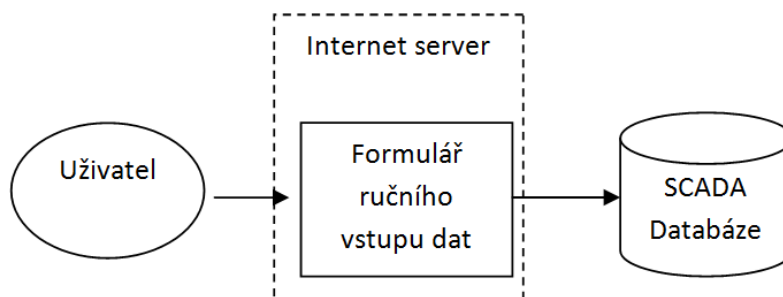 Internet server
Uživatel
Formulář
ručního
vstupu dat
SCADA
Databáze